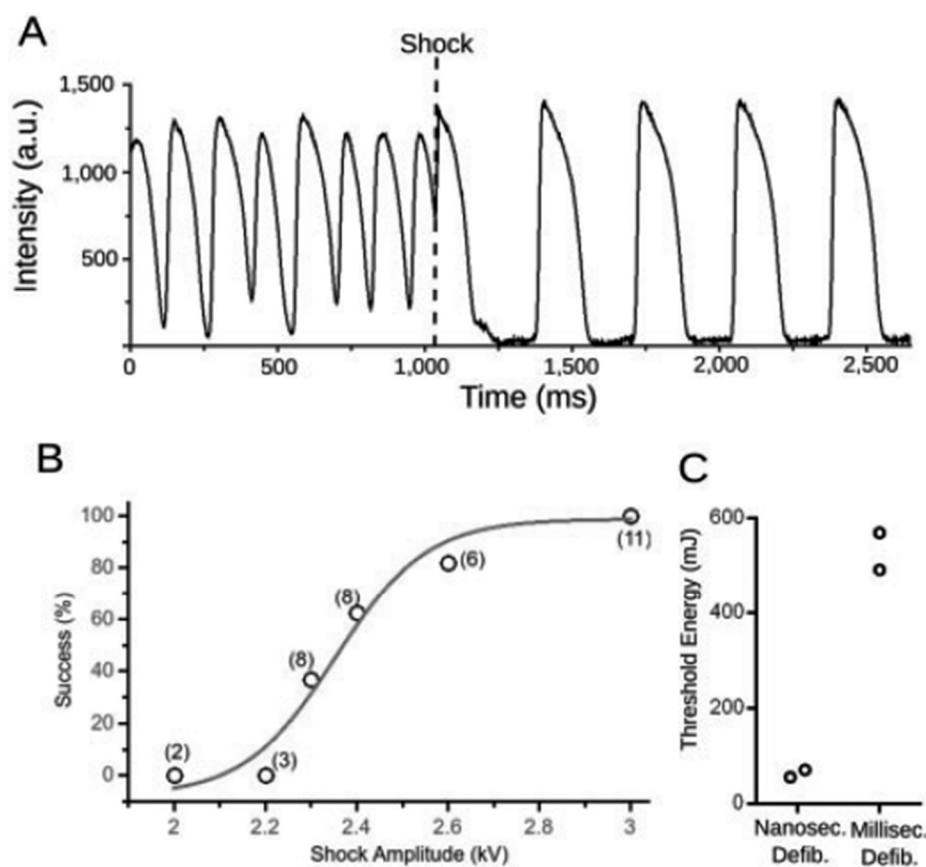 A
Shock
1,500
1,000
500
Intensity (a.u.)
0 500 1,000 1,500 2,000 2,500
Time (ms)
B
100
80
60
40
20
0
Success (%)
(2)
(3)
(8)
(8)
(6)
(11)
2 2.2 2.4 2.6 2.8 3
Shock Amplitude (kV)
C
600
400
200
0
Threshold Energy (mJ)
Nanosec. Millisec.
Defib. Defib.